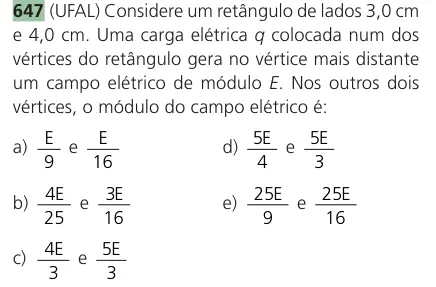 647 (UFAL) Considere um retângulo de lados 3,0 cm
e 4,0 cm. Uma carga elétrica q colocada num dos
vértices do retângulo gera no vértice mais distante
um campo elétrico de módulo E. Nos outros dois
vértices, o módulo do campo elétrico é:
a) E/9 e E/16
b) 4E/25 e 3E/16
c) 4E/3 e 5E/3
d) 5E/4 e 5E/3
e) 25E/9 e 25E/16